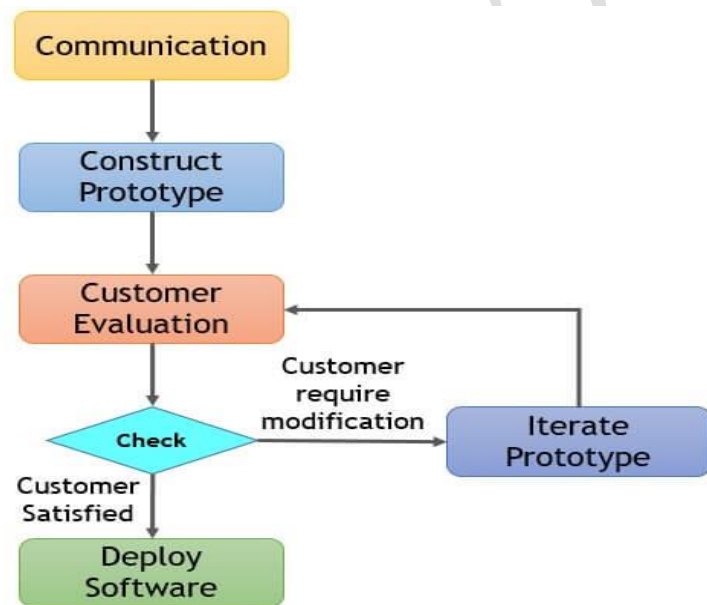 Communication
Construct
Prototype
Customer
Evaluation
Customer
require
modification
Check
Iterate
Prototype
Customer
Satisfied
Deploy
Software